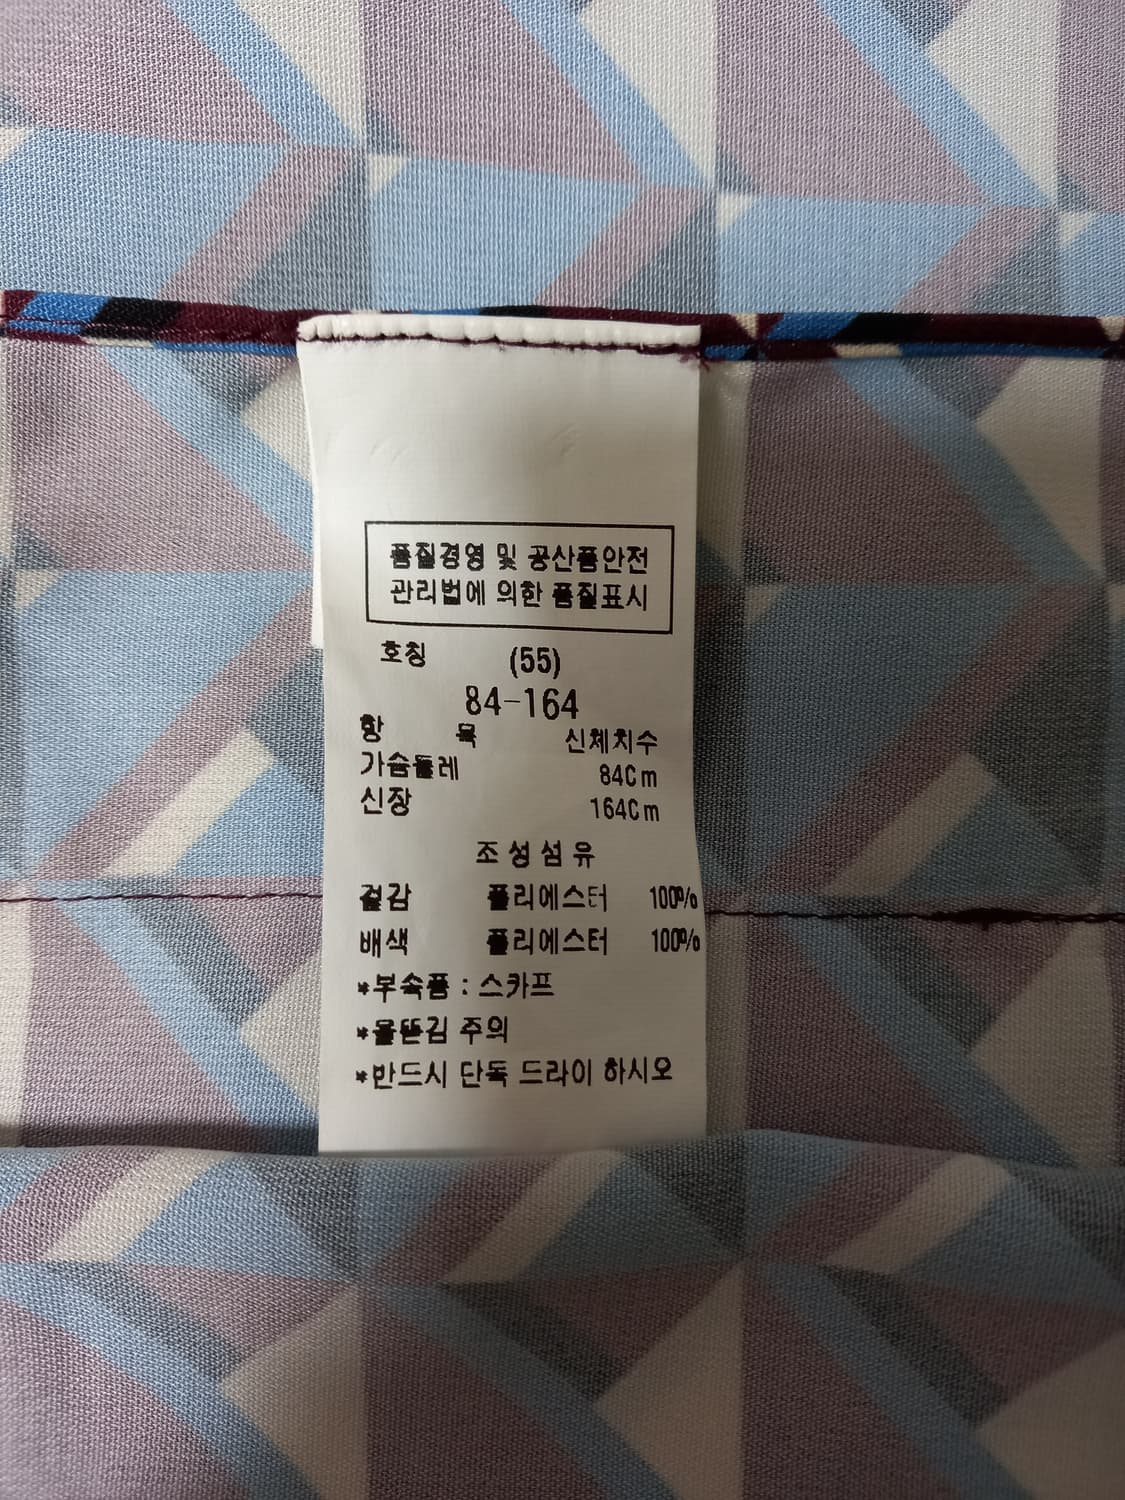 품질경영 및 공산품안전
관리법에 의한 품질표시
호칭 (55)
84-164
항 목 신체치수
가슴둘레 84Cm
신장 164Cm
조성섬유
겉감 폴리에스터 100%
배색 폴리에스터 100%
*부속품 : 스카프
*올뜯김 주의
*반드시 단독 드라이 하시오